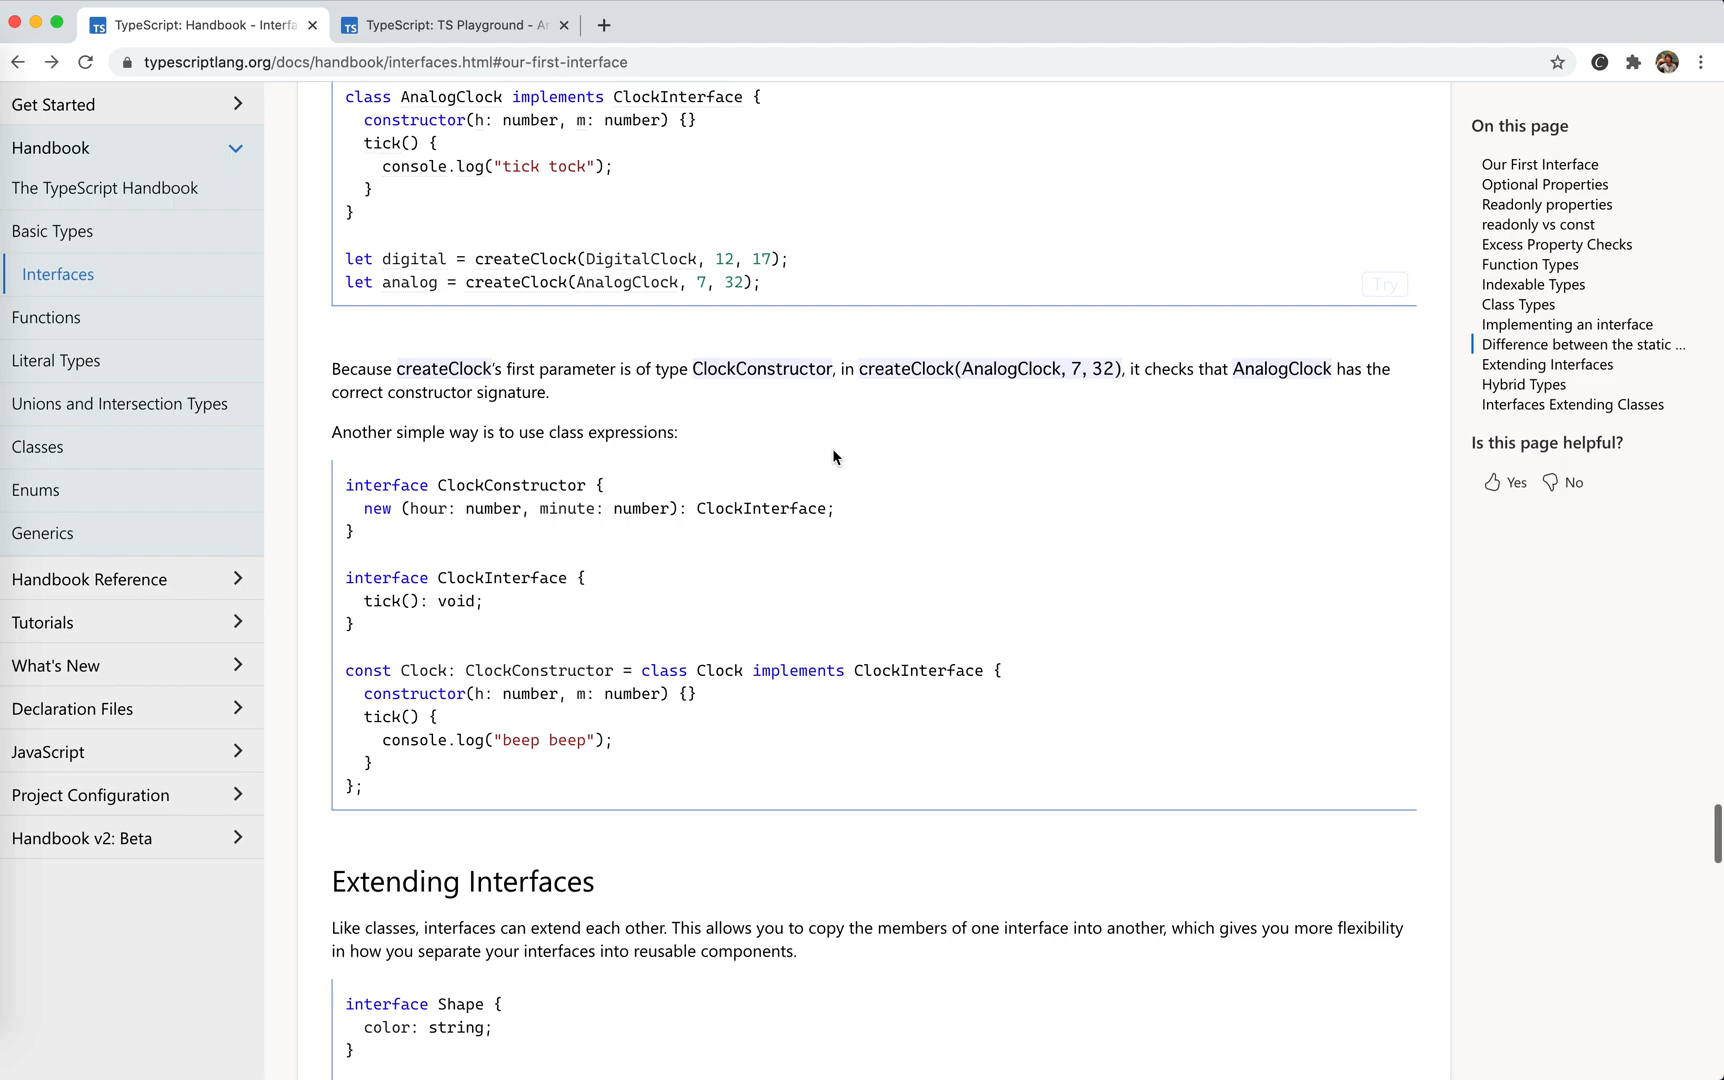 TypeScript: Handbook - Interfa
TypeScript: TS Playground - An
typescriptlang.org/docs/handbook/interfaces.html#our-first-interface
Get Started
Handbook
The TypeScript Handbook
Basic Types
Interfaces
Functions
Literal Types
Unions and Intersection Types
Classes
Enums
Generics
Handbook Reference
Tutorials
What's New
Declaration Files
JavaScript
Project Configuration
Handbook v2: Beta
class AnalogClock implements ClockInterface {
  constructor(h: number, m: number) {}
  tick() {
    console.log("tick tock");
  }
}
let digital = createClock(DigitalClock, 12, 17);
let analog = createClock(AnalogClock, 7, 32);
Try
Because createClock's first parameter is of type ClockConstructor, in createClock(AnalogClock, 7, 32), it checks that AnalogClock has the
correct constructor signature.
Another simple way is to use class expressions:
interface ClockConstructor {
  new (hour: number, minute: number): ClockInterface;
}
interface ClockInterface {
  tick(): void;
}
const Clock: ClockConstructor = class Clock implements ClockInterface {
  constructor(h: number, m: number) {}
  tick() {
    console.log("beep beep");
  }
};
Extending Interfaces
Like classes, interfaces can extend each other. This allows you to copy the members of one interface into another, which gives you more flexibility
in how you separate your interfaces into reusable components.
interface Shape {
  color: string;
}
On this page
Our First Interface
Optional Properties
Readonly properties
readonly vs const
Excess Property Checks
Function Types
Indexable Types
Class Types
Implementing an interface
Difference between the static ...
Extending Interfaces
Hybrid Types
Interfaces Extending Classes
Is this page helpful?
Yes No